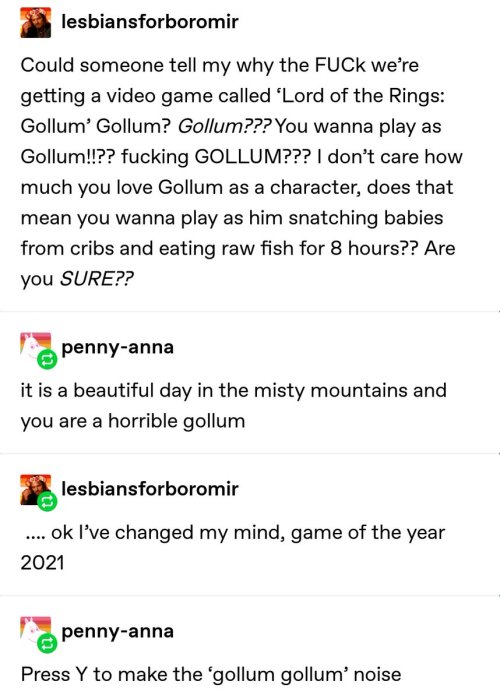 lesbiansforboromir
Could someone tell my why the FUCk we’re
getting a video game called ‘Lord of the Rings:
Gollum’ Gollum? Gollum??? You wanna play as
Gollum!!?? fucking GOLLUM??? I don’t care how
much you love Gollum as a character, does that
mean you wanna play as him snatching babies
from cribs and eating raw fish for 8 hours?? Are
you SURE??
penny-anna
it is a beautiful day in the misty mountains and
you are a horrible gollum
lesbiansforboromir
.... ok I’ve changed my mind, game of the year
2021
penny-anna
Press Y to make the ‘gollum gollum’ noise